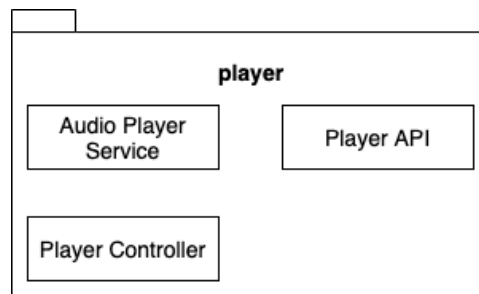 player
Audio Player
Service
Player API
Player Controller